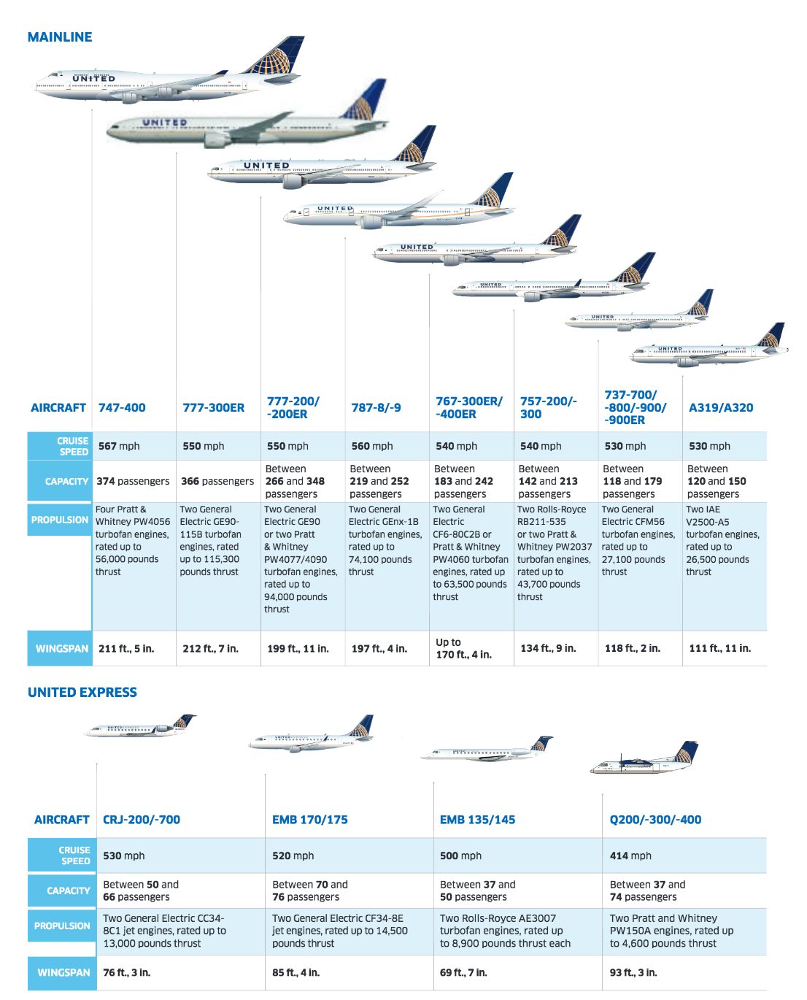 MAINLINE
UNITED
UNITED
UNITED
UNITED
UNITED
UNITED
UNITED
UNITED
AIRCRAFT
747-400
777-300ER
777-200/
-200ER
787-8/-9
767-300ER/
-400ER
757-200/-
300
737-700/
-800/-900/
-900ER
A319/A320
CRUISE
SPEED
567 mph
550 mph
550 mph
560 mph
540 mph
540 mph
530 mph
530 mph
CAPACITY
374 passengers
366 passengers
Between
266 and 348
passengers
Between
219 and 252
passengers
Between
183 and 242
passengers
Between
142 and 213
passengers
Between
118 and 179
passengers
Between
120 and 150
passengers
PROPULSION
Four Pratt &
Whitney PW4056
turbofan engines,
rated up to
56,000 pounds
thrust
Two General
Electric GE90-
115B turbofan
engines, rated
up to 115,300
pounds thrust
Two General
Electric GE90
or two Pratt
& Whitney
PW4077/4090
turbofan engines,
rated up to
94,000 pounds
thrust
Two General
Electric GEnx-1B
turbofan engines,
rated up to
74,100 pounds
thrust
Two General
Electric
CF6-80C2B or
Pratt & Whitney
PW4060 turbofan
engines, rated up
to 63,500 pounds
thrust
Two Rolls-Royce
RB211-535
or two Pratt &
Whitney PW2037
turbofan engines,
rated up to
43,700 pounds
thrust
Two General
Electric CFM56
turbofan engines,
rated up to
27,100 pounds
thrust
Two IAE
V2500-A5
turbofan engines,
rated up to
26,500 pounds
thrust
WINGSPAN
211 ft., 5 in.
212 ft., 7 in.
199 ft., 11 in.
197 ft., 4 in.
Up to
170 ft., 4 in.
134 ft., 9 in.
118 ft., 2 in.
111 ft., 11 in.
UNITED EXPRESS
UNITED EXPRESS
UNITED
AIRCRAFT
CRJ-200/-700
EMB 170/175
EMB 135/145
Q200/-300/-400
CRUISE
SPEED
530 mph
520 mph
500 mph
414 mph
CAPACITY
Between 50 and
66 passengers
Between 70 and
76 passengers
Between 37 and
50 passengers
Between 37 and
74 passengers
PROPULSION
Two General Electric CC34-
8C1 jet engines, rated up to
13,000 pounds thrust
Two General Electric CF34-8E
jet engines, rated up to 14,500
pounds thrust
Two Rolls-Royce AE3007
turbofan engines, rated up
to 8,900 pounds thrust each
Two Pratt and Whitney
PW150A engines, rated up
to 4,600 pounds thrust
WINGSPAN
76 ft., 3 in.
85 ft., 4 in.
69 ft., 7 in.
93 ft., 3 in.